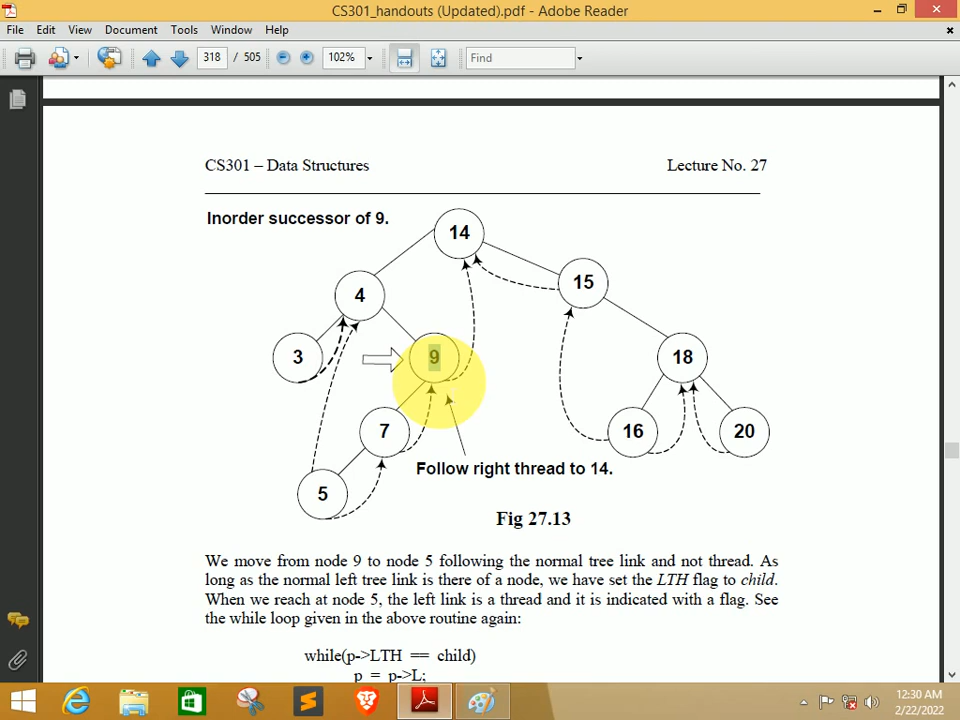 CS301_handouts (Updated).pdf - Adobe Reader
File Edit View Document Tools Window Help
318 / 505 102% Find
CS301 – Data Structures Lecture No. 27
Inorder successor of 9.
14
15
4
3
9
18
7
16
20
Follow right thread to 14.
5
Fig 27.13
We move from node 9 to node 5 following the normal tree link and not thread. As
long as the normal left tree link is there of a node, we have set the LTH flag to child.
When we reach at node 5, the left link is a thread and it is indicated with a flag. See
the while loop given in the above routine again:
while(p->LTH == child)
p = p->L;
12:30 AM
2/22/2022